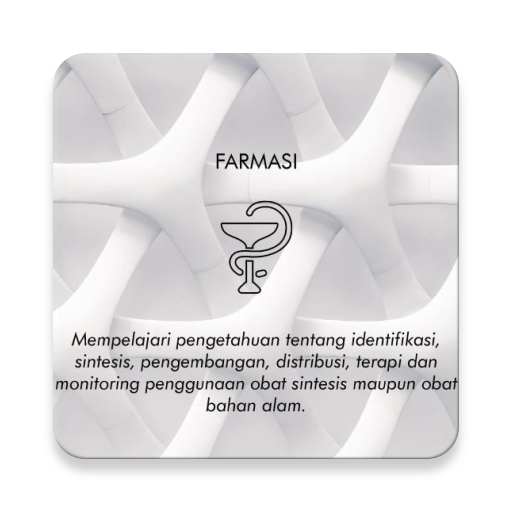 FARMASI
Mempelajari pengetahuan tentang identifikasi,
sintesis, pengembangan, distribusi, terapi dan
monitoring penggunaan obat sintesis maupun obat
bahan alam.